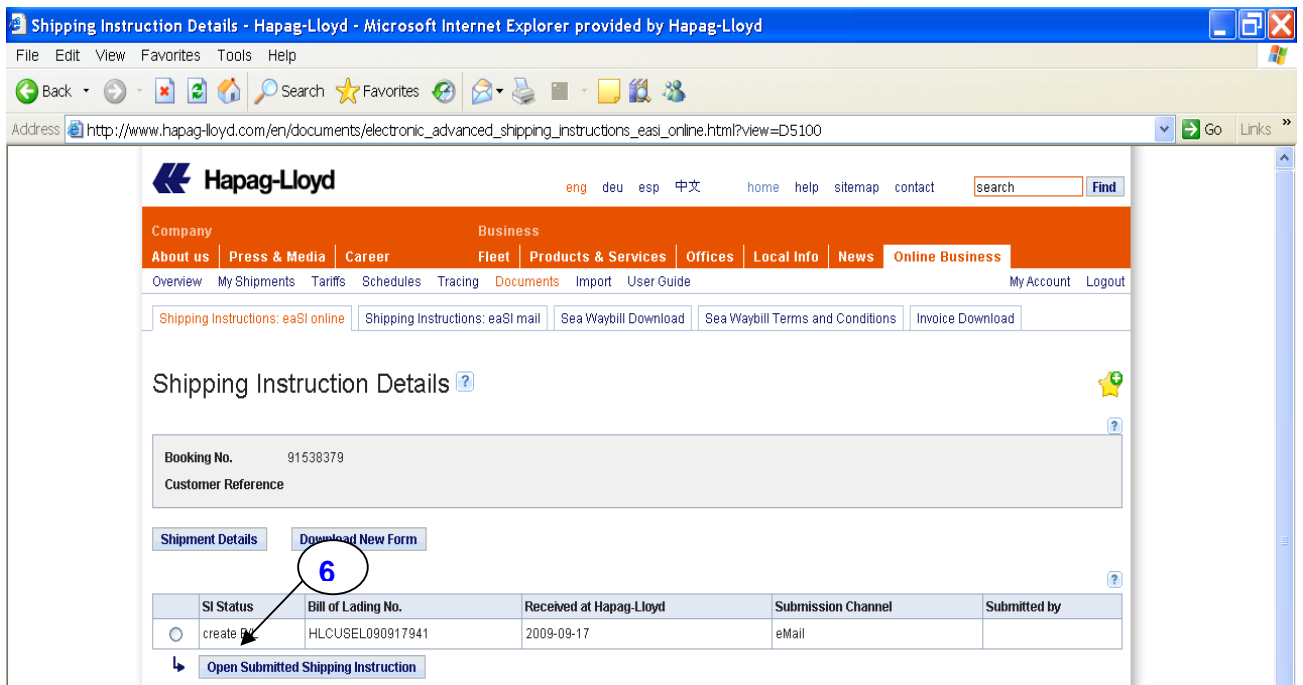 Shipping Instruction Details - Hapag-Lloyd - Microsoft Internet Explorer provided by Hapag-Lloyd
File Edit View Favorites Tools Help
Back Search Favorites
Address http://www.hapag-lloyd.com/en/documents/electronic_advanced_shipping_instructions_easi_online.html?view=D5100 Go Links »
Hapag-Lloyd eng deu esp 中文 home help sitemap contact search Find
Company Business
About us Press & Media Career Fleet Products & Services Offices Local Info News Online Business
Overview My Shipments Tariffs Schedules Tracing Documents Import User Guide My Account Logout
Shipping Instructions: eaSI online Shipping Instructions: eaSI mail Sea Waybill Download Sea Waybill Terms and Conditions Invoice Download
Shipping Instruction Details ?
?
Booking No. 91538379
Customer Reference
Shipment Details Download New Form
6
?
SI Status Bill of Lading No. Received at Hapag-Lloyd Submission Channel Submitted by
create B/L HLCUSEL090917941 2009-09-17 eMail
Open Submitted Shipping Instruction